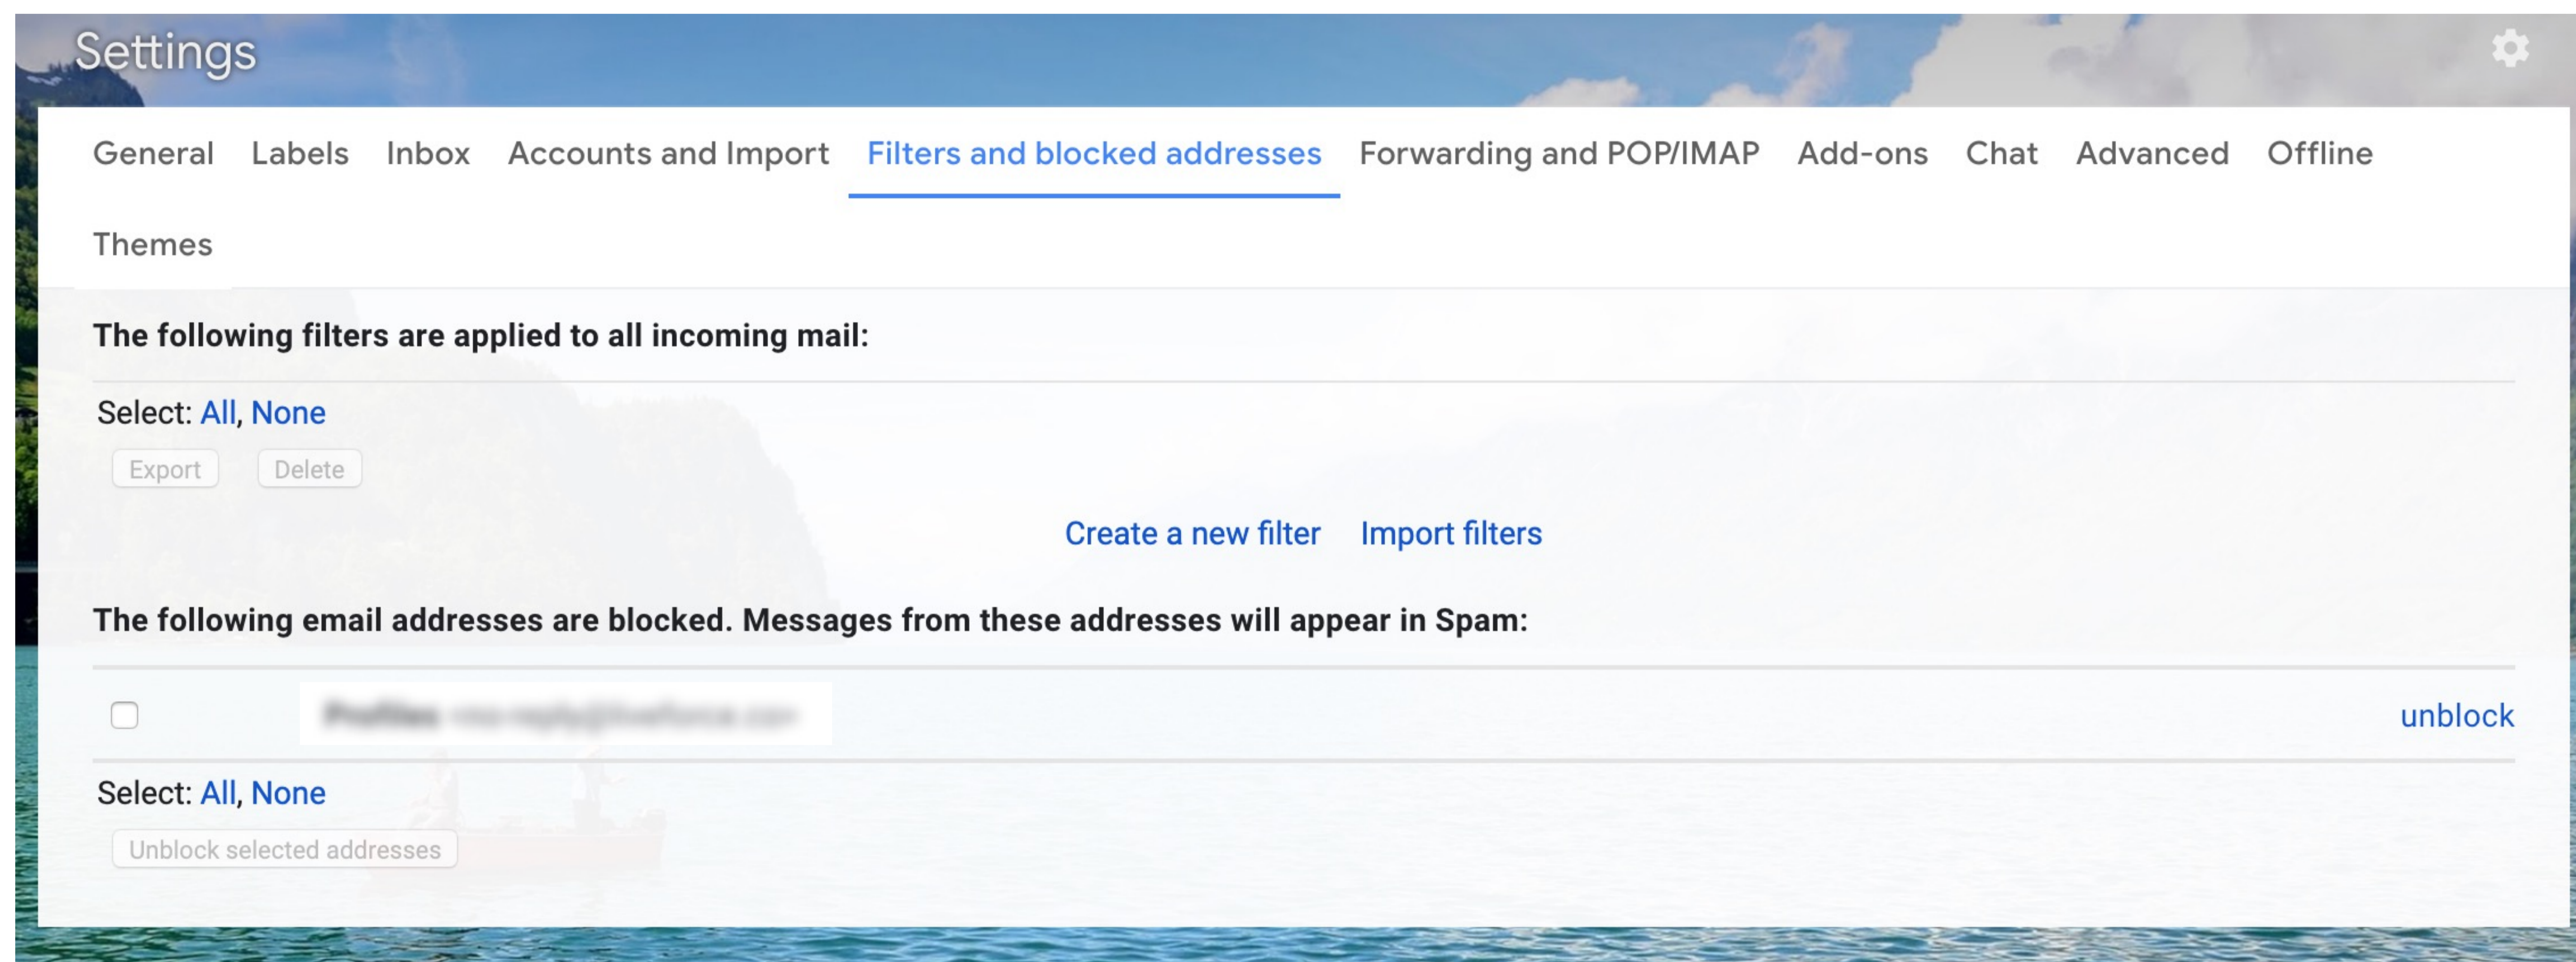 Settings
General Labels Inbox Accounts and Import Filters and blocked addresses Forwarding and POP/IMAP Add-ons Chat Advanced Offline
Themes
The following filters are applied to all incoming mail:
Select: All, None
Export Delete
Create a new filter Import filters
The following email addresses are blocked. Messages from these addresses will appear in Spam:
unblock
Select: All, None
Unblock selected addresses